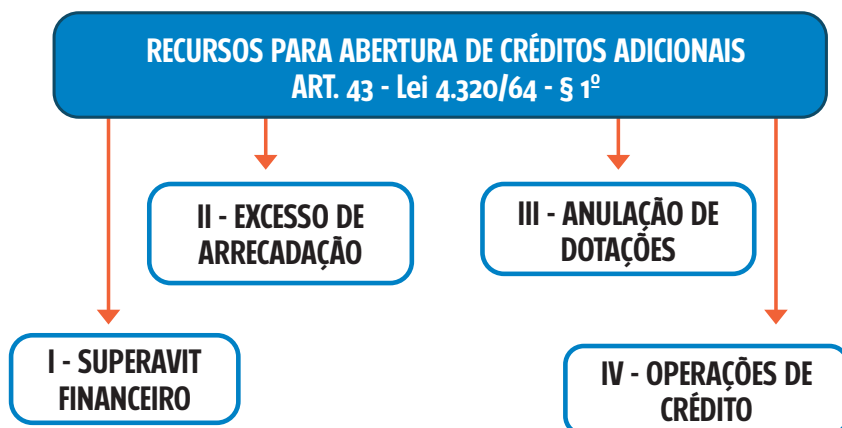 RECURSOS PARA ABERTURA DE CRÉDITOS ADICIONAIS
ART. 43 - Lei 4.320/64 - § 1º
II - EXCESSO DE
ARRECADAÇÃO
III - ANULAÇÃO DE
DOTAÇÕES
I - SUPERAVIT
FINANCEIRO
IV - OPERAÇÕES DE
CRÉDITO